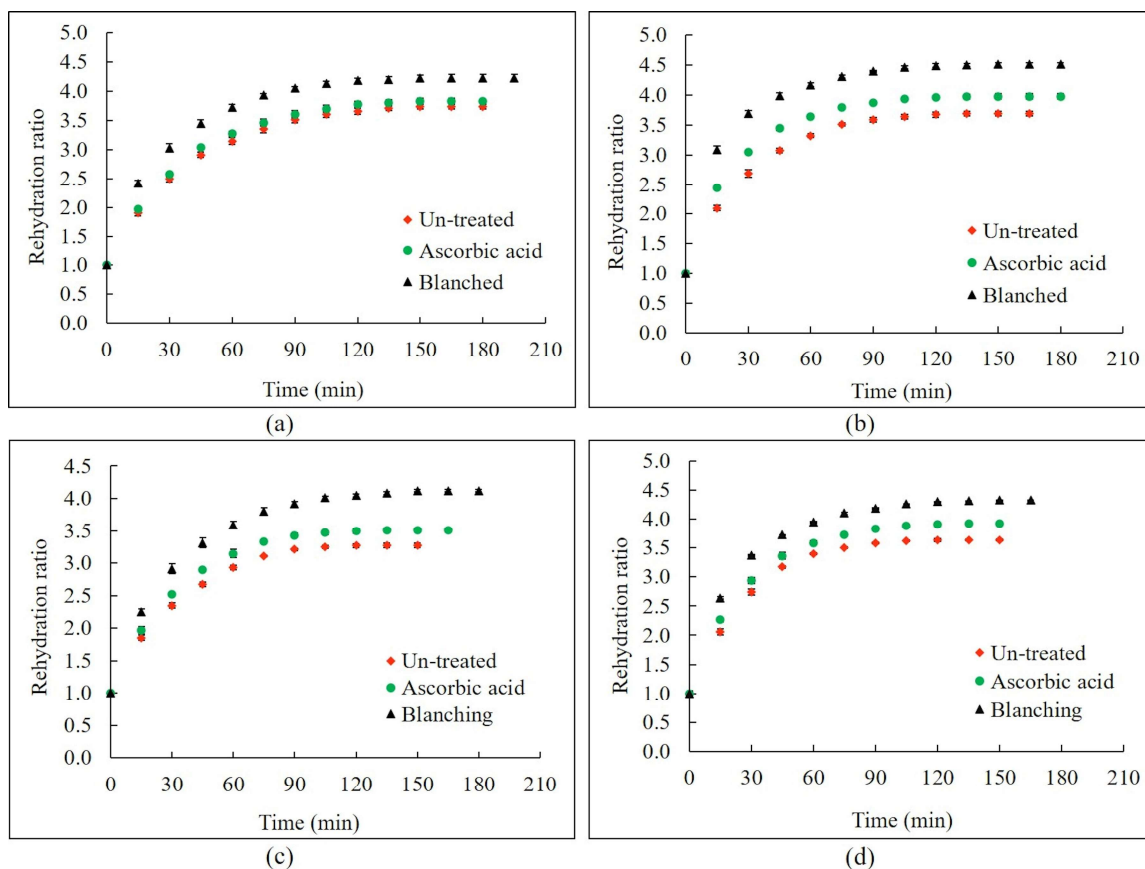 5.0
4.5
4.0
3.5
3.0
2.5
2.0
1.5
1.0
0.5
0.0
Rehydration ratio
Un-treated
Ascorbic acid
Blanched
0 30 60 90 120 150 180 210
Time (min)
(a)
5.0
4.5
4.0
3.5
3.0
2.5
2.0
1.5
1.0
0.5
0.0
Rehydration ratio
Un-treated
Ascorbic acid
Blanched
0 30 60 90 120 150 180 210
Time (min)
(b)
4.5
4.0
3.5
3.0
2.5
2.0
1.5
1.0
0.5
0.0
Rehydration ratio
Un-treated
Ascorbic acid
Blanching
0 30 60 90 120 150 180 210
Time (min)
(c)
5.0
4.5
4.0
3.5
3.0
2.5
2.0
1.5
1.0
0.5
0.0
Rehydration ratio
Un-treated
Ascorbic acid
Blanching
0 30 60 90 120 150 180 210
Time (min)
(d)